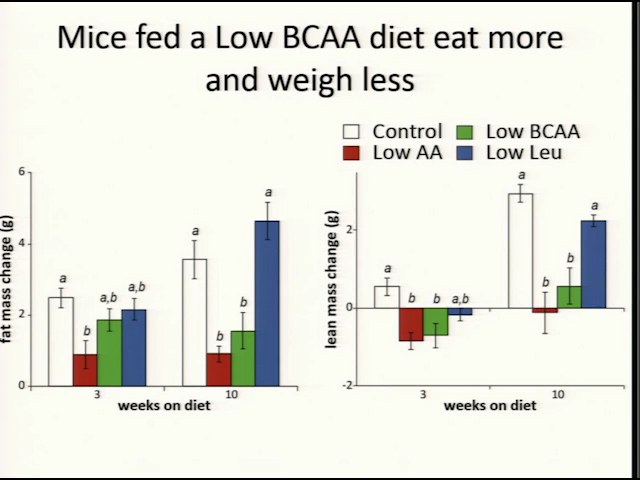 Mice fed a Low BCAA diet eat more
and weigh less
Control Low BCAA
Low AA Low Leu
fat mass change (g)
6
4
2
0
a
b
a,b
a,b
a
b
b
a
3 10
weeks on diet
lean mass change (g)
2
0
-2
a
b
b
a,b
a
b
b
a
3 10
weeks on diet